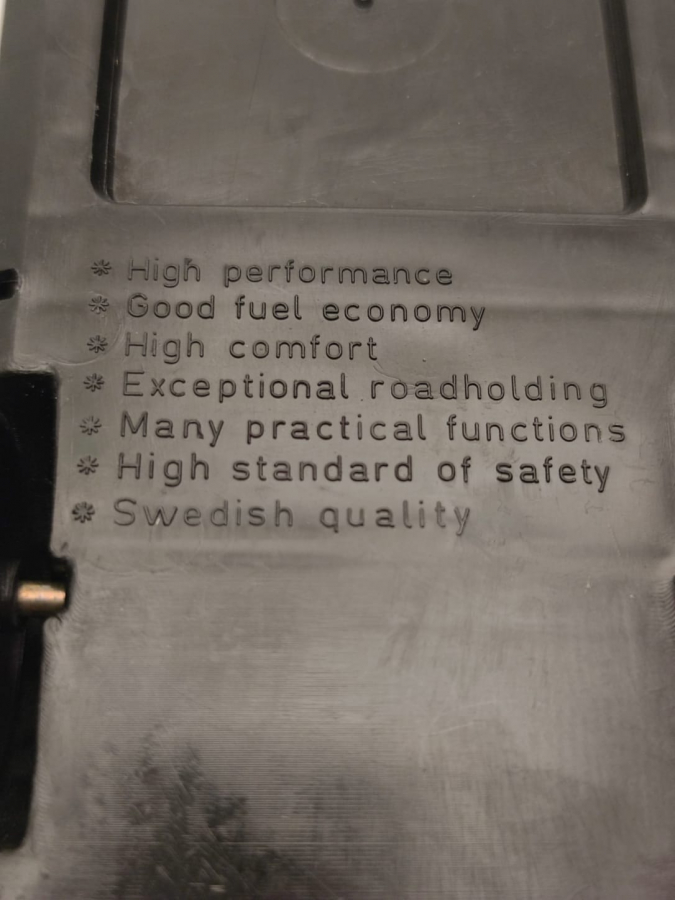 * High performance
* Good fuel economy
* High comfort
* Exceptional roadholding
* Many practical functions
* High standard of safety
* Swedish quality